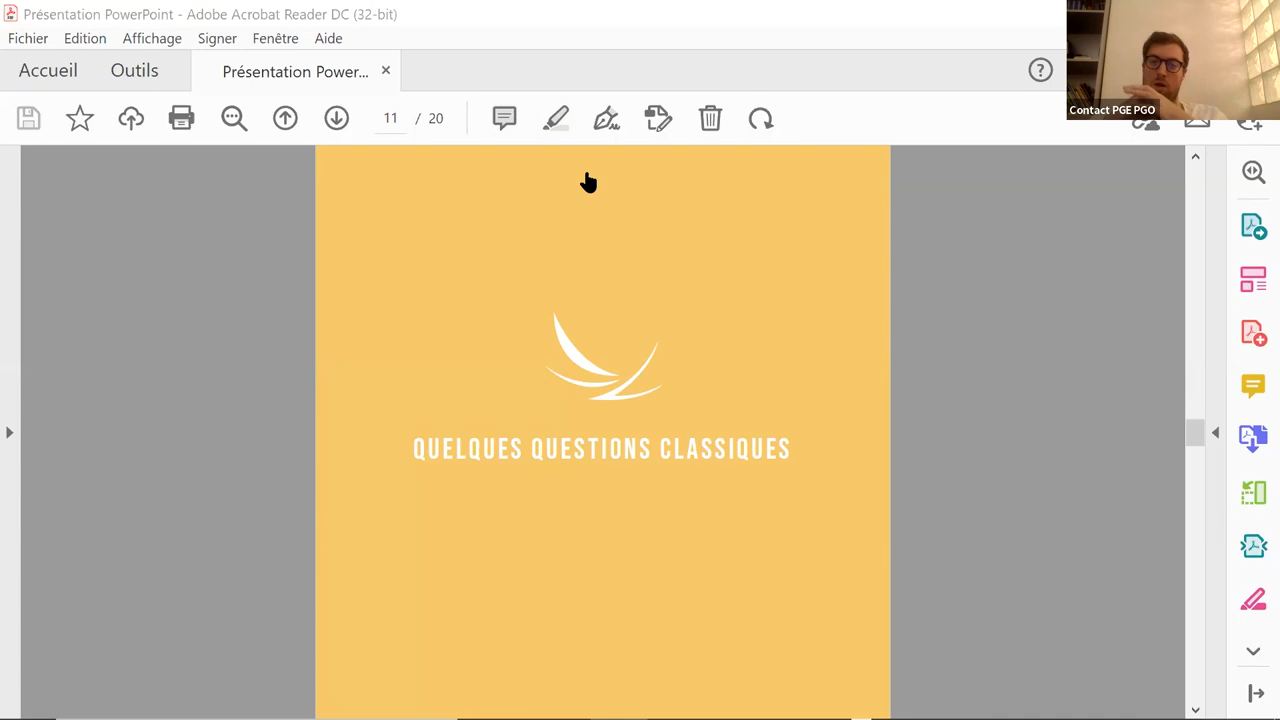 Présentation PowerPoint - Adobe Acrobat Reader DC (32-bit)
Fichier Edition Affichage Signer Fenêtre Aide
Accueil Outils Présentation Power... ×
11 / 20
Contact PGE PGO
QUELQUES QUESTIONS CLASSIQUES